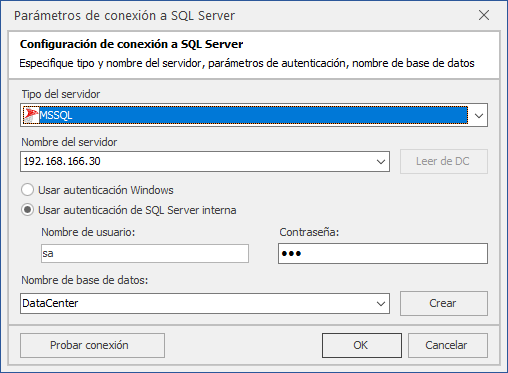 Parámetros de conexión a SQL Server
Configuración de conexión a SQL Server
Especifique tipo y nombre del servidor, parámetros de autenticación, nombre de base de datos
Tipo del servidor
MSSQL
Nombre del servidor
192.168.166.30
Leer de DC
Usar autenticación Windows
Usar autenticación de SQL Server interna
Nombre de usuario:
Contraseña:
sa
●●●
Nombre de base de datos:
DataCenter
Crear
Probar conexión
OK
Cancelar